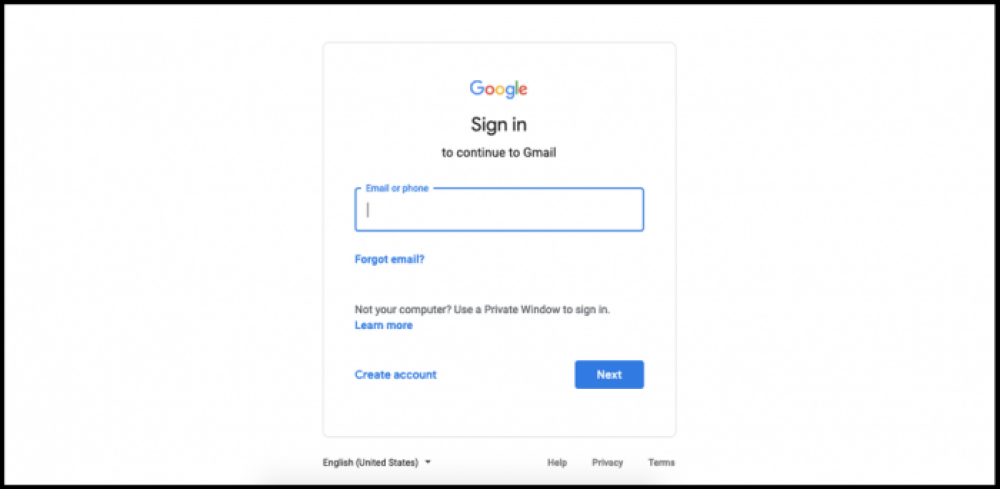 Google
Sign in
to continue to Gmail
Email or phone
Forgot email?
Not your computer? Use a Private Window to sign in.
Learn more
Create account
Next
English (United States)
Help
Privacy
Terms